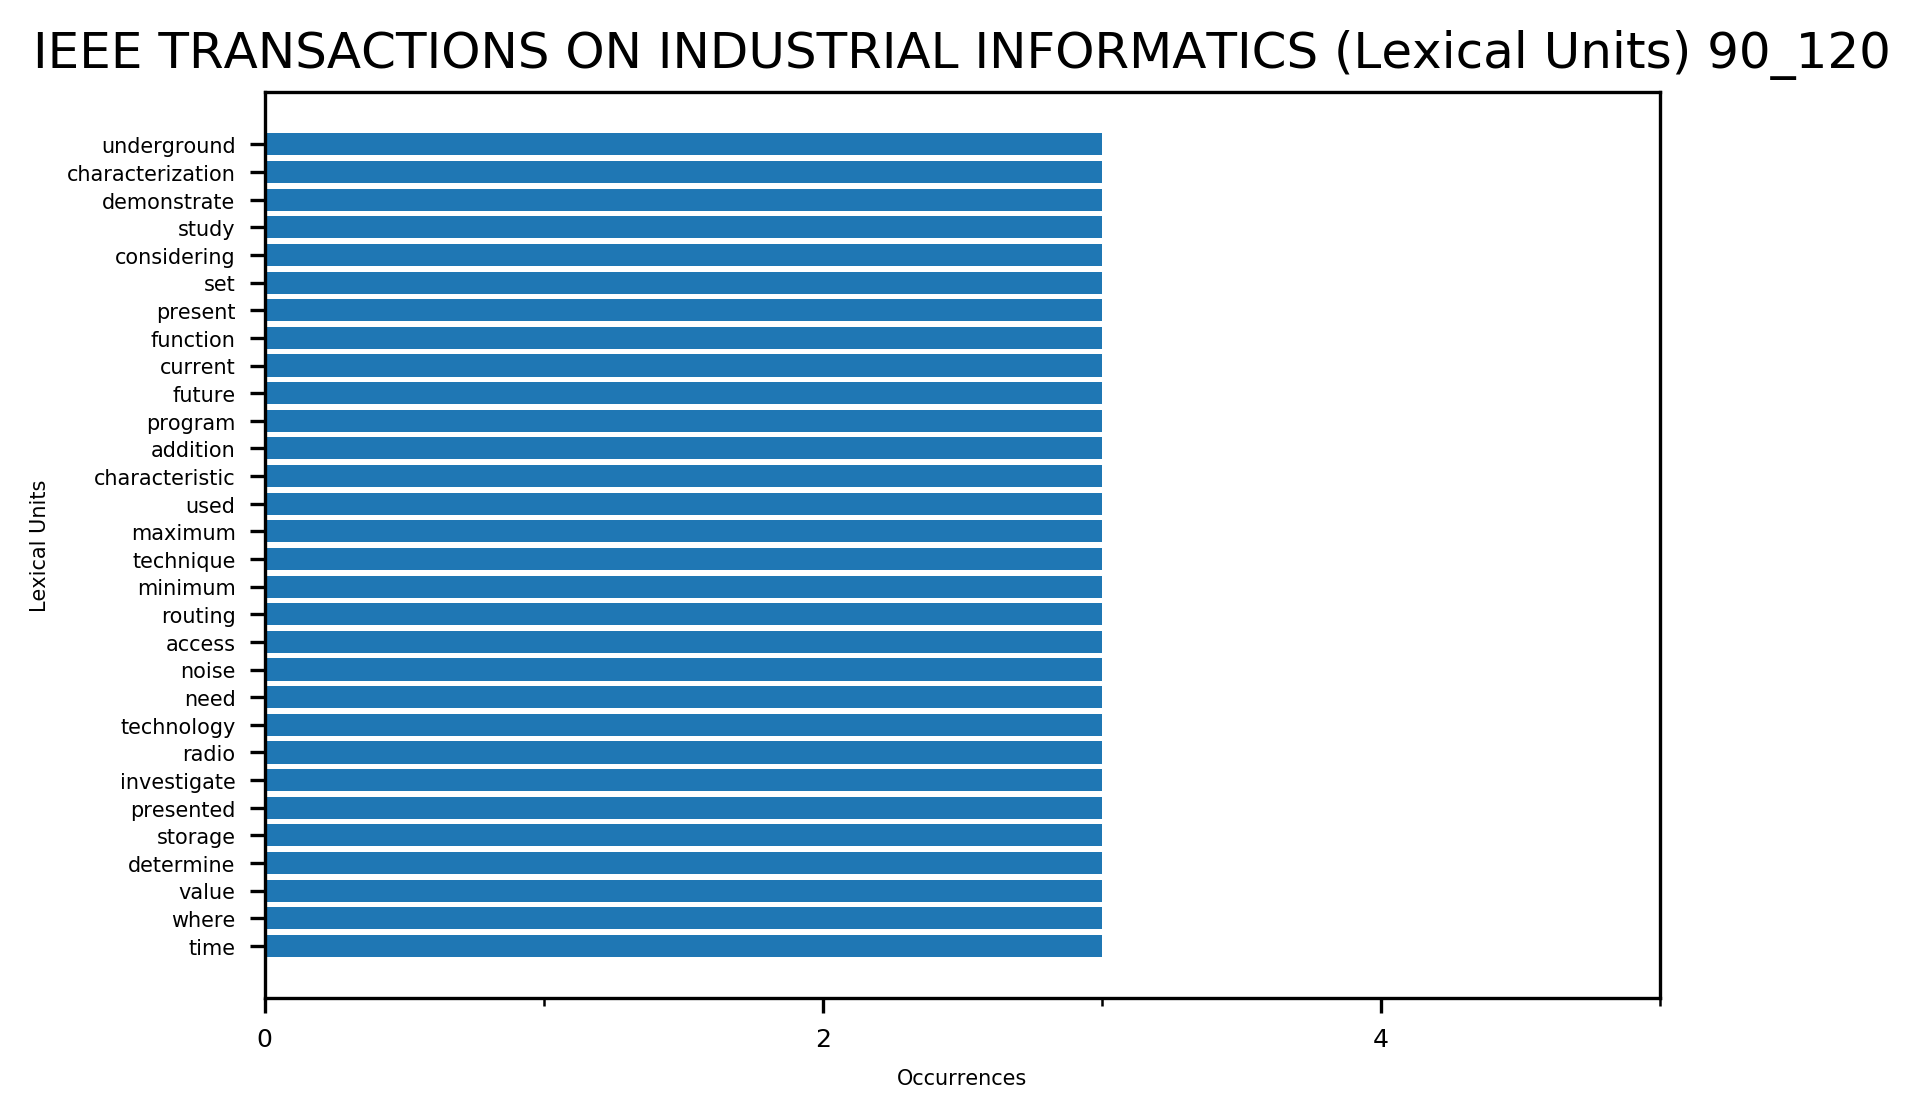 IEEE TRANSACTIONS ON INDUSTRIAL INFORMATICS (Lexical Units) 90_120
Lexical Units
underground
characterization
demonstrate
study
considering
set
present
function
current
future
program
addition
characteristic
used
maximum
technique
minimum
routing
access
noise
need
technology
radio
investigate
presented
storage
determine
value
where
time
0 2 4
Occurrences